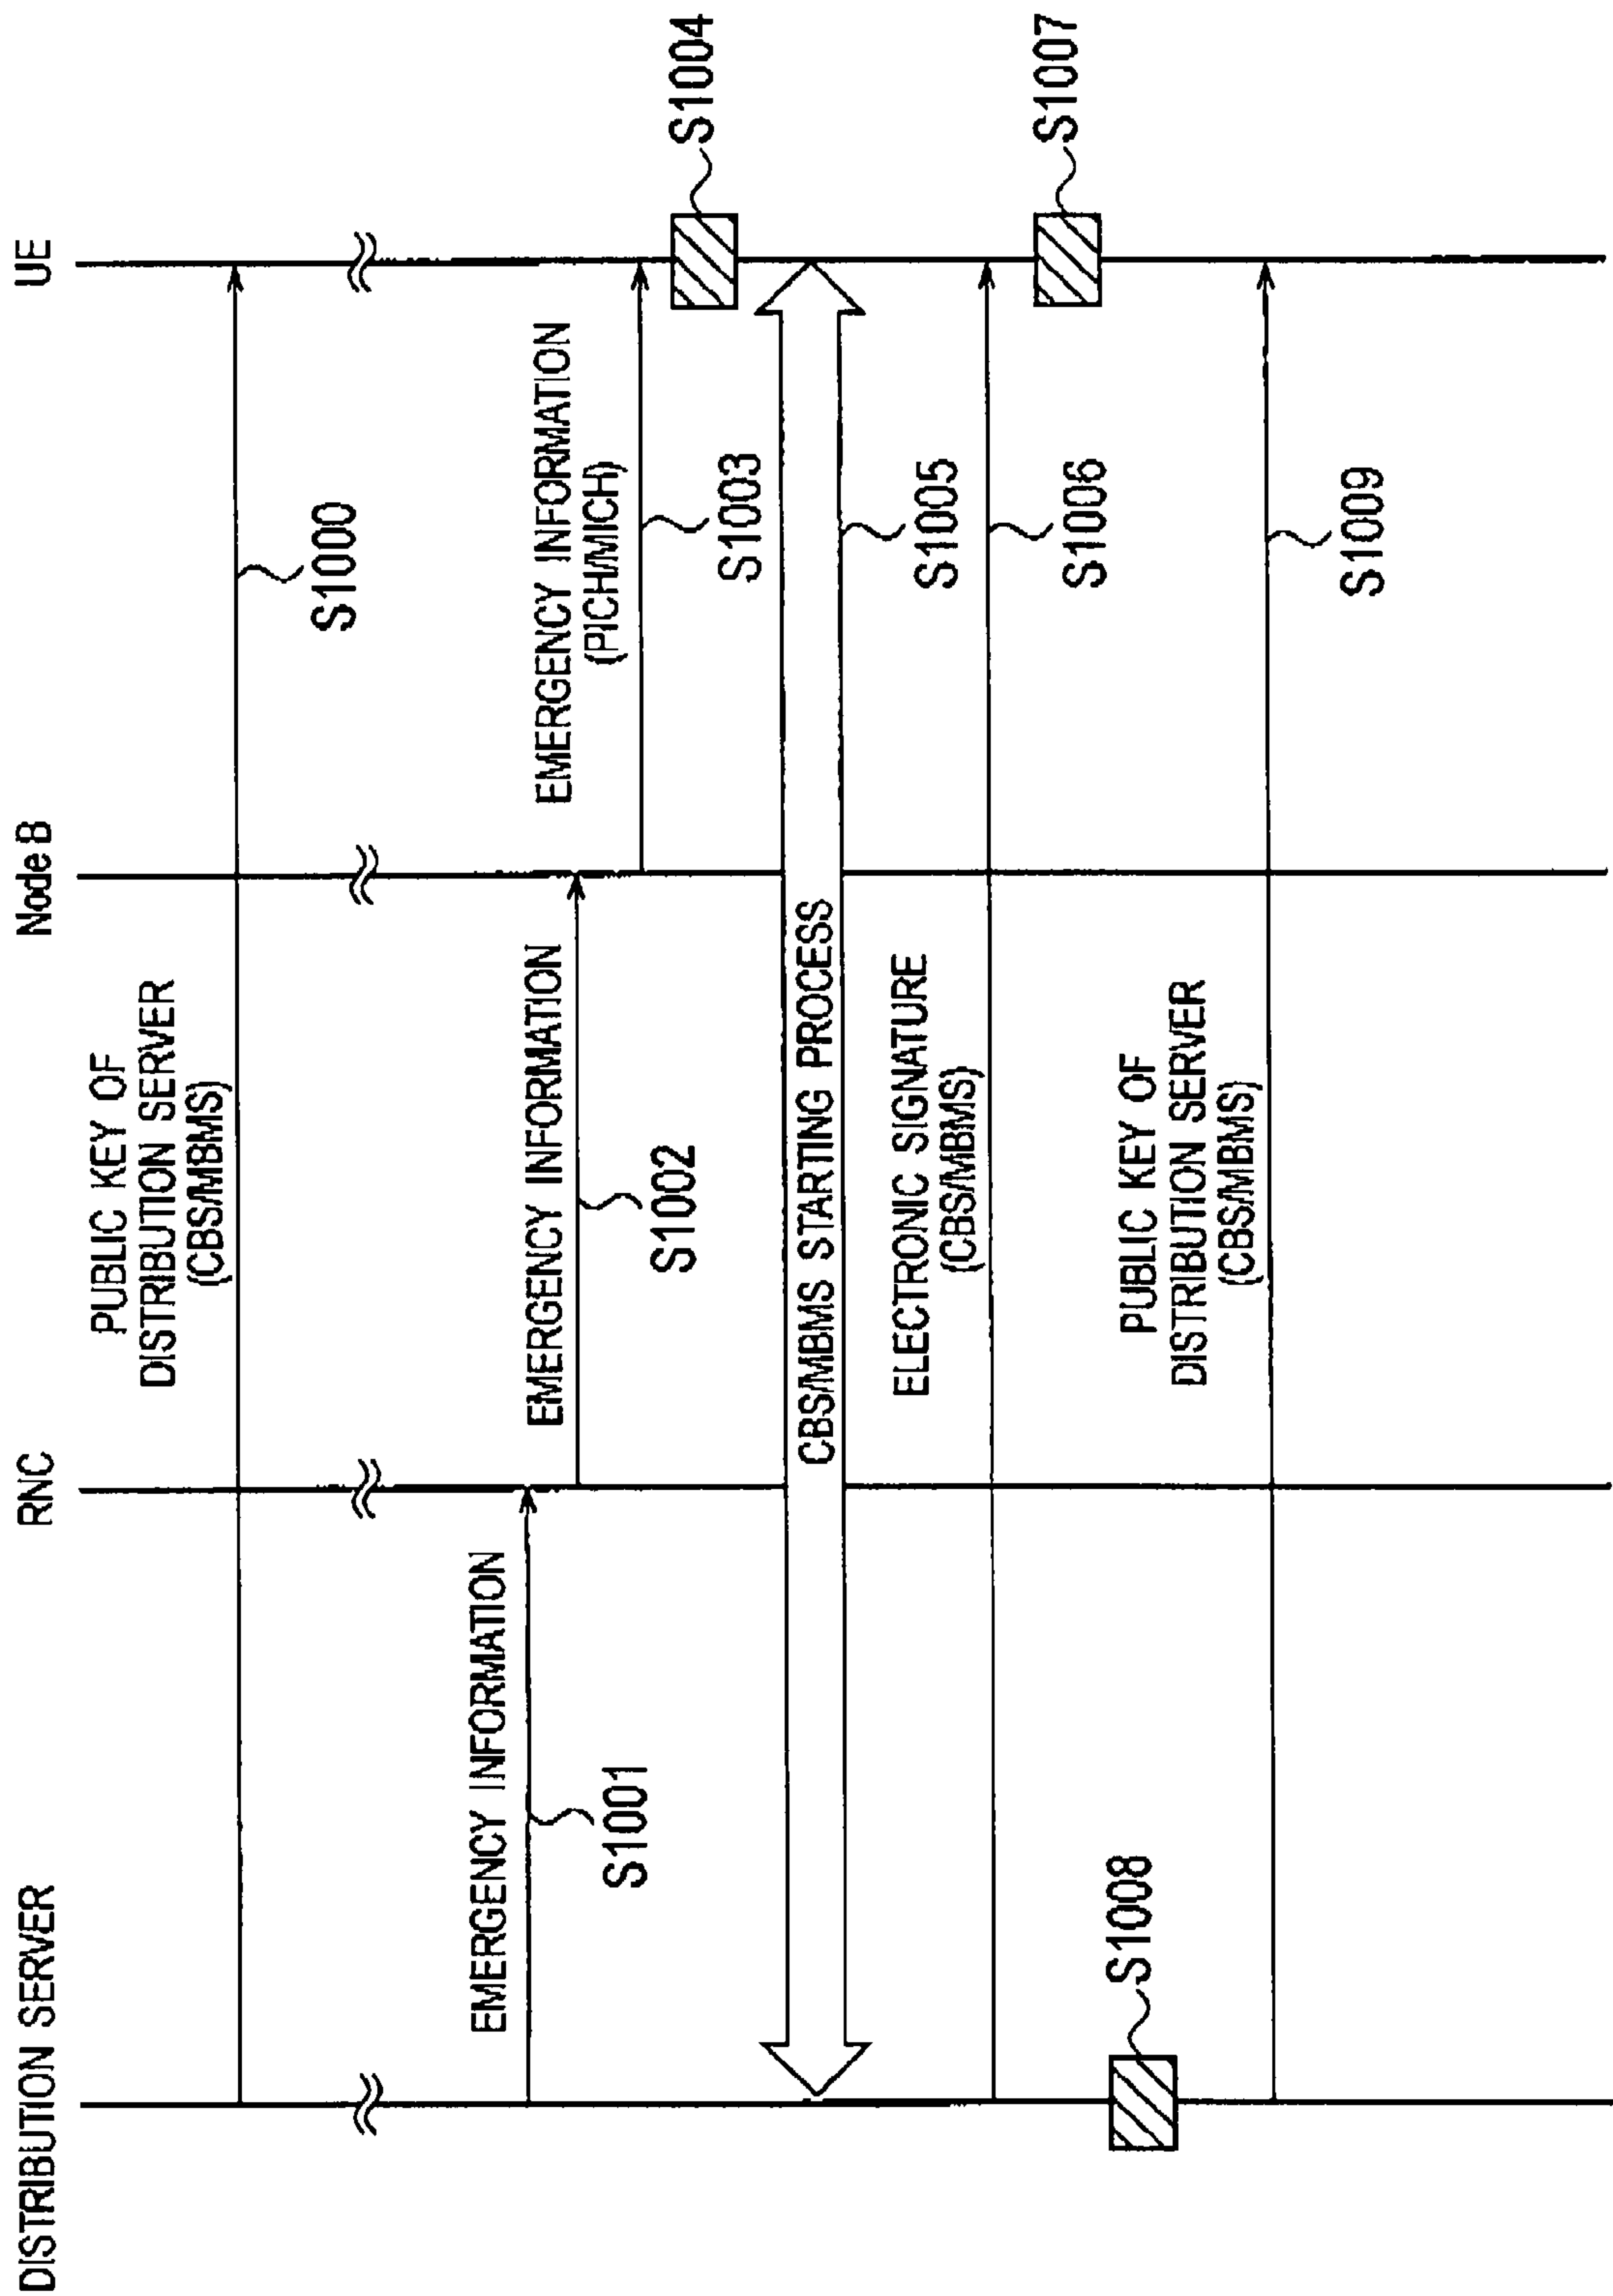 DISTRIBUTION SERVER
RNC
Node B
UE
PUBLIC KEY OF
DISTRIBUTION SERVER
(CBS/MBMS)
S1000
EMERGENCY INFORMATION
S1001
EMERGENCY INFORMATION
S1002
EMERGENCY INFORMATION
(PICH/MICH)
S1003
S1004
CBS/MBMS STARTING PROCESS
S1005
ELECTRONIC SIGNATURE
(CBS/MBMS)
S1006
S1007
S1008
PUBLIC KEY OF
DISTRIBUTION SERVER
(CBS/MBMS)
S1009